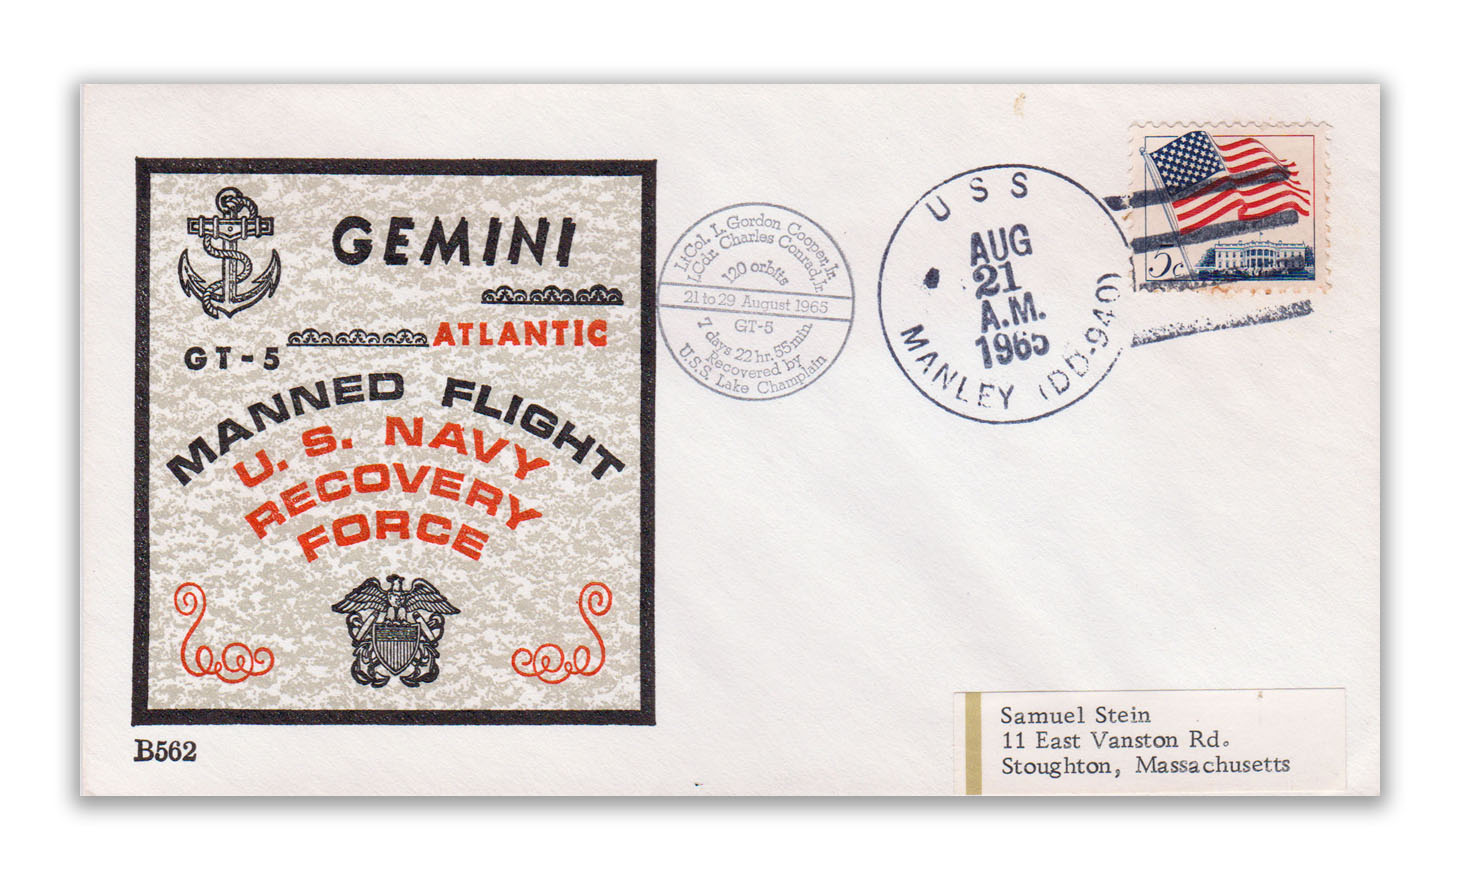 GEMINI
ATLANTIC
GT-5
MANNED FLIGHT
U. S. NAVY
RECOVERY
FORCE
B562
Lt.Col. L. Gordon Cooper, Jr.
LCdr. Charles Conrad, Jr.
120 orbits
21 to 29 August 1965
GT-5
7 days 22 hr. 55 min
Recovered by
U.S.S. Lake Champlain
USS
AUG
21
A.M.
1965
MANLEY (DD-940)
5c
Samuel Stein
11 East Vanston Rd.
Stoughton, Massachusetts